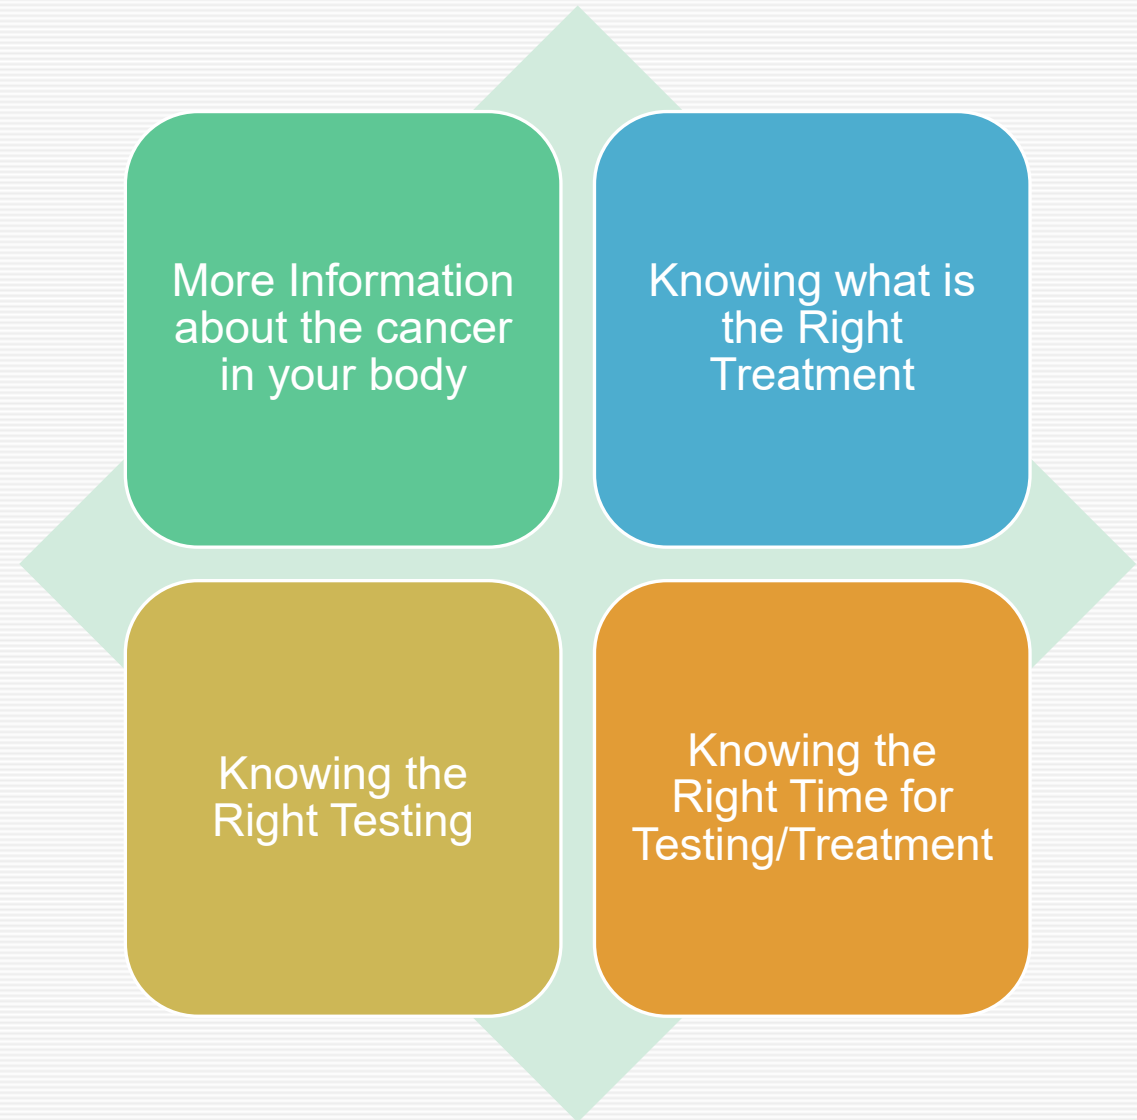 More Information
about the cancer
in your body
Knowing what is
the Right
Treatment
Knowing the
Right Testing
Knowing the
Right Time for
Testing/Treatment